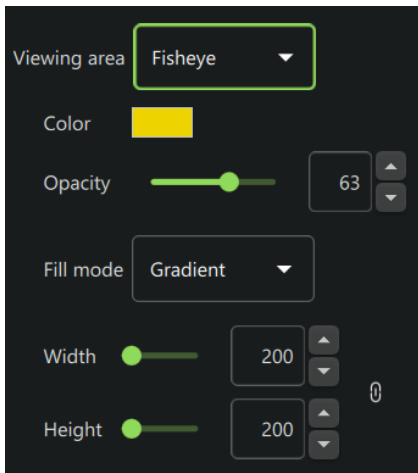 Viewing area Fisheye
Color
Opacity 63
Fill mode Gradient
Width 200
Height 200